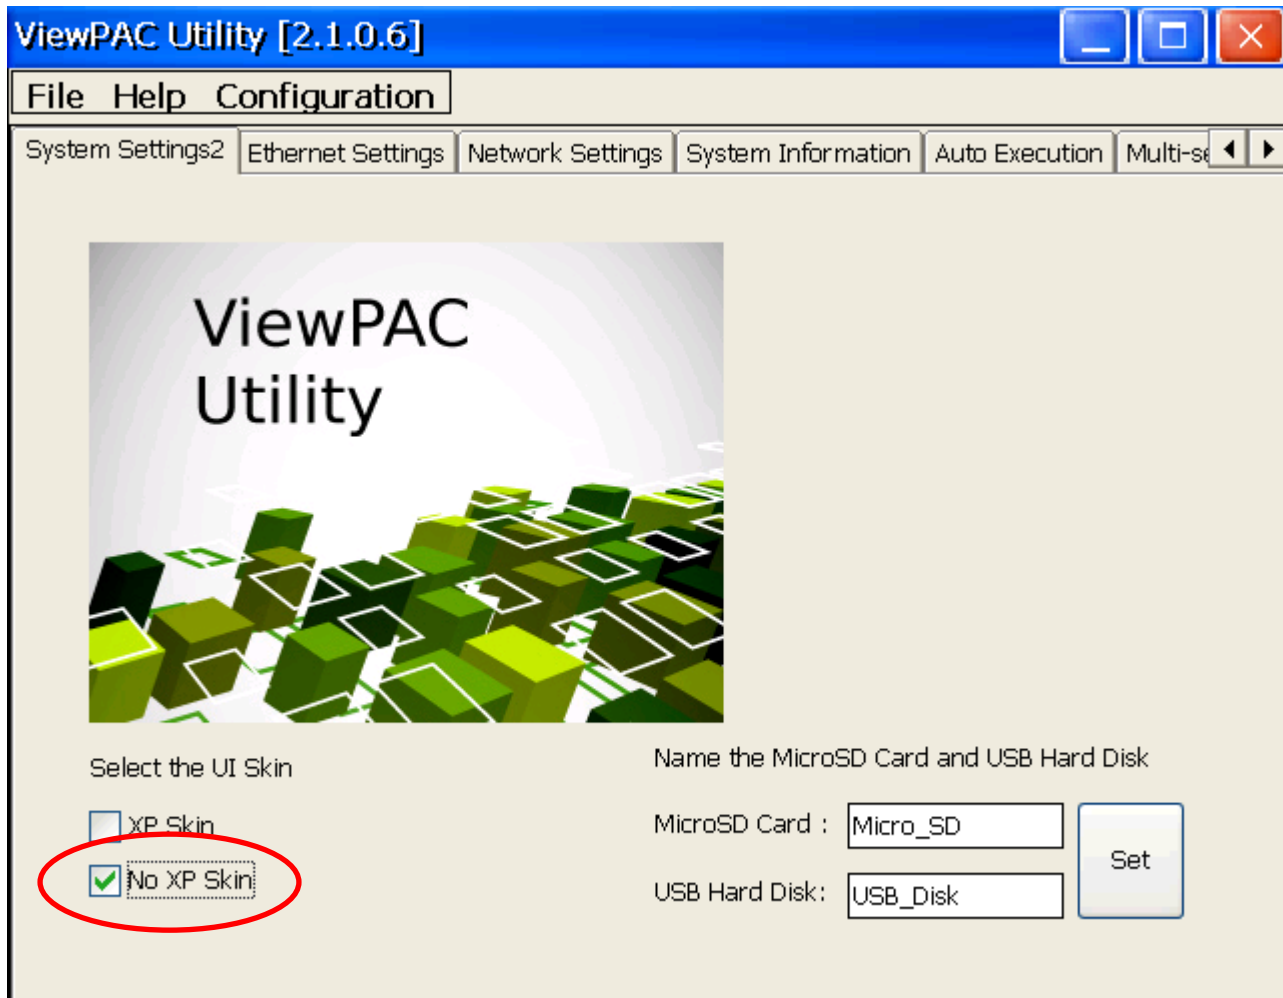 ViewPAC Utility [2.1.0.6]
File Help Configuration
System Settings2 Ethernet Settings Network Settings System Information Auto Execution
ViewPAC
Utility
Select the UI Skin
XP Skin
No XP Skin
Name the MicroSD Card and USB Hard Disk
MicroSD Card : Micro_SD
USB Hard Disk: USB_Disk
Set